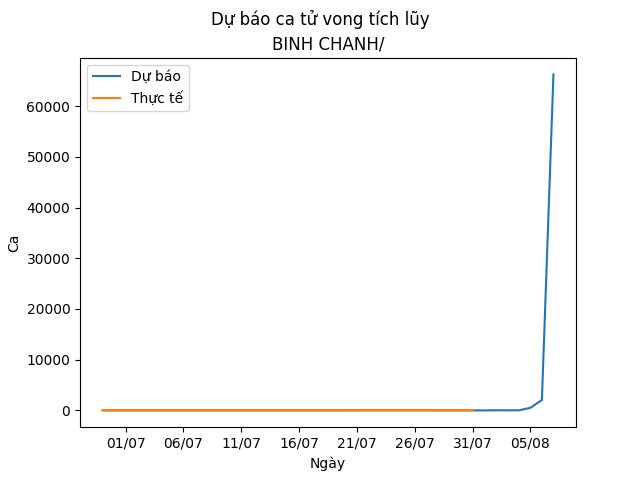 Dự báo ca tử vong tích lũy
BINH CHANH/
Dự báo
Thực tế
60000
50000
40000
30000
20000
10000
0
Ca
01/07 06/07 11/07 16/07 21/07 26/07 31/07 05/08
Ngày